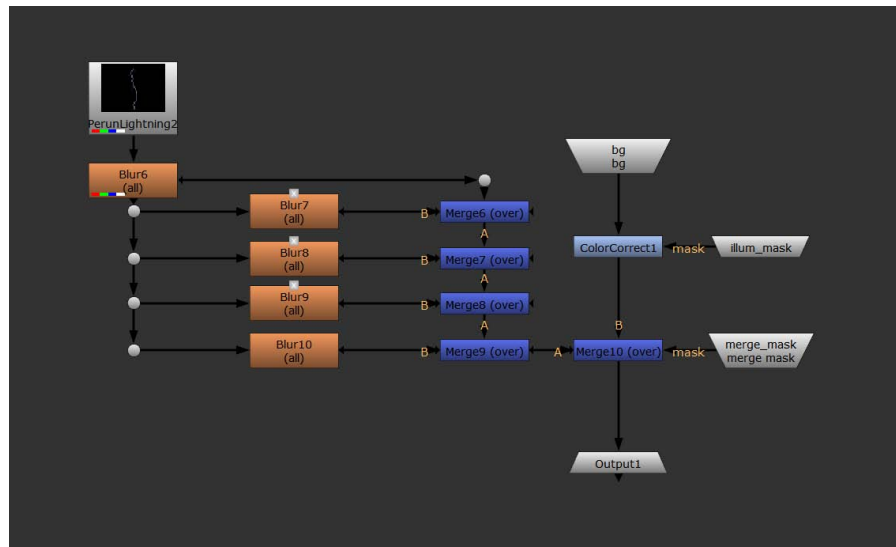 PerunLightning2
Blur6
(all)
bg
bg
Blur7
(all)
B
Merge6 (over)
A
Blur8
(all)
B
Merge7 (over)
ColorCorrect1
mask
illum_mask
A
Blur9
(all)
B
Merge8 (over)
A
B
Blur10
(all)
B
Merge9 (over)
A
Merge10 (over)
mask
merge_mask
merge mask
Output1